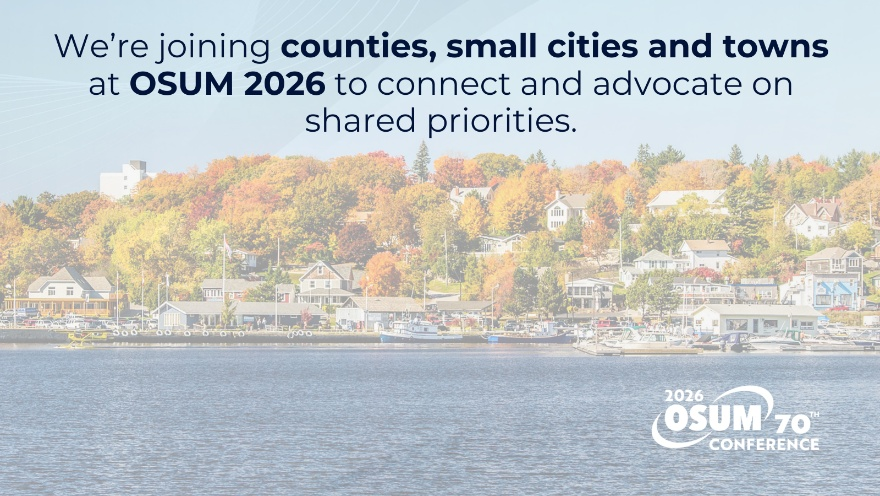 We’re joining counties, small cities and towns
at OSUM 2026 to connect and advocate on
shared priorities.
2026
OSUM 70TH
CONFERENCE